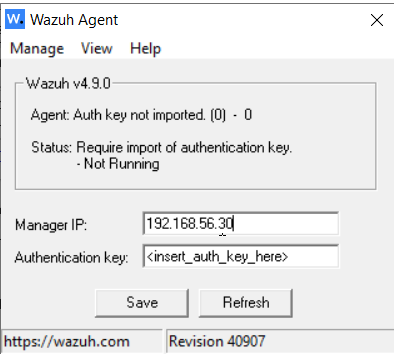 W. Wazuh Agent
Manage View Help
Wazuh v4.9.0
Agent: Auth key not imported. (0) - 0
Status: Require import of authentication key.
- Not Running
Manager IP: 192.168.56.30
Authentication key: <insert_auth_key_here>
Save Refresh
https://wazuh.com Revision 40907